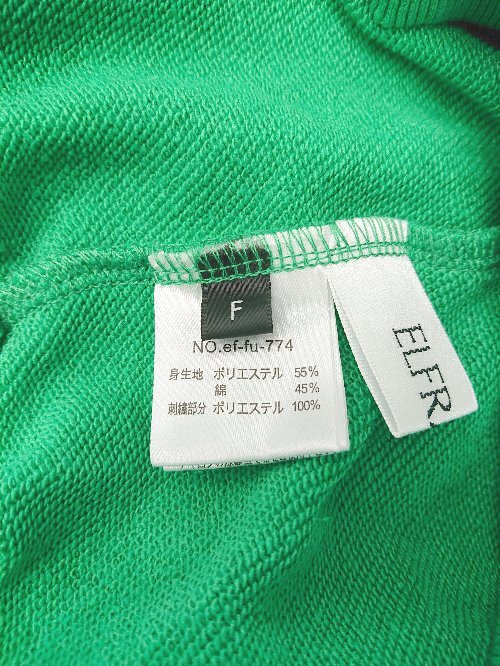 F
NO.ef-fu-774
身生地 ポリエステル 55%
綿 45%
刺繍部分 ポリエステル 100%
ELFR